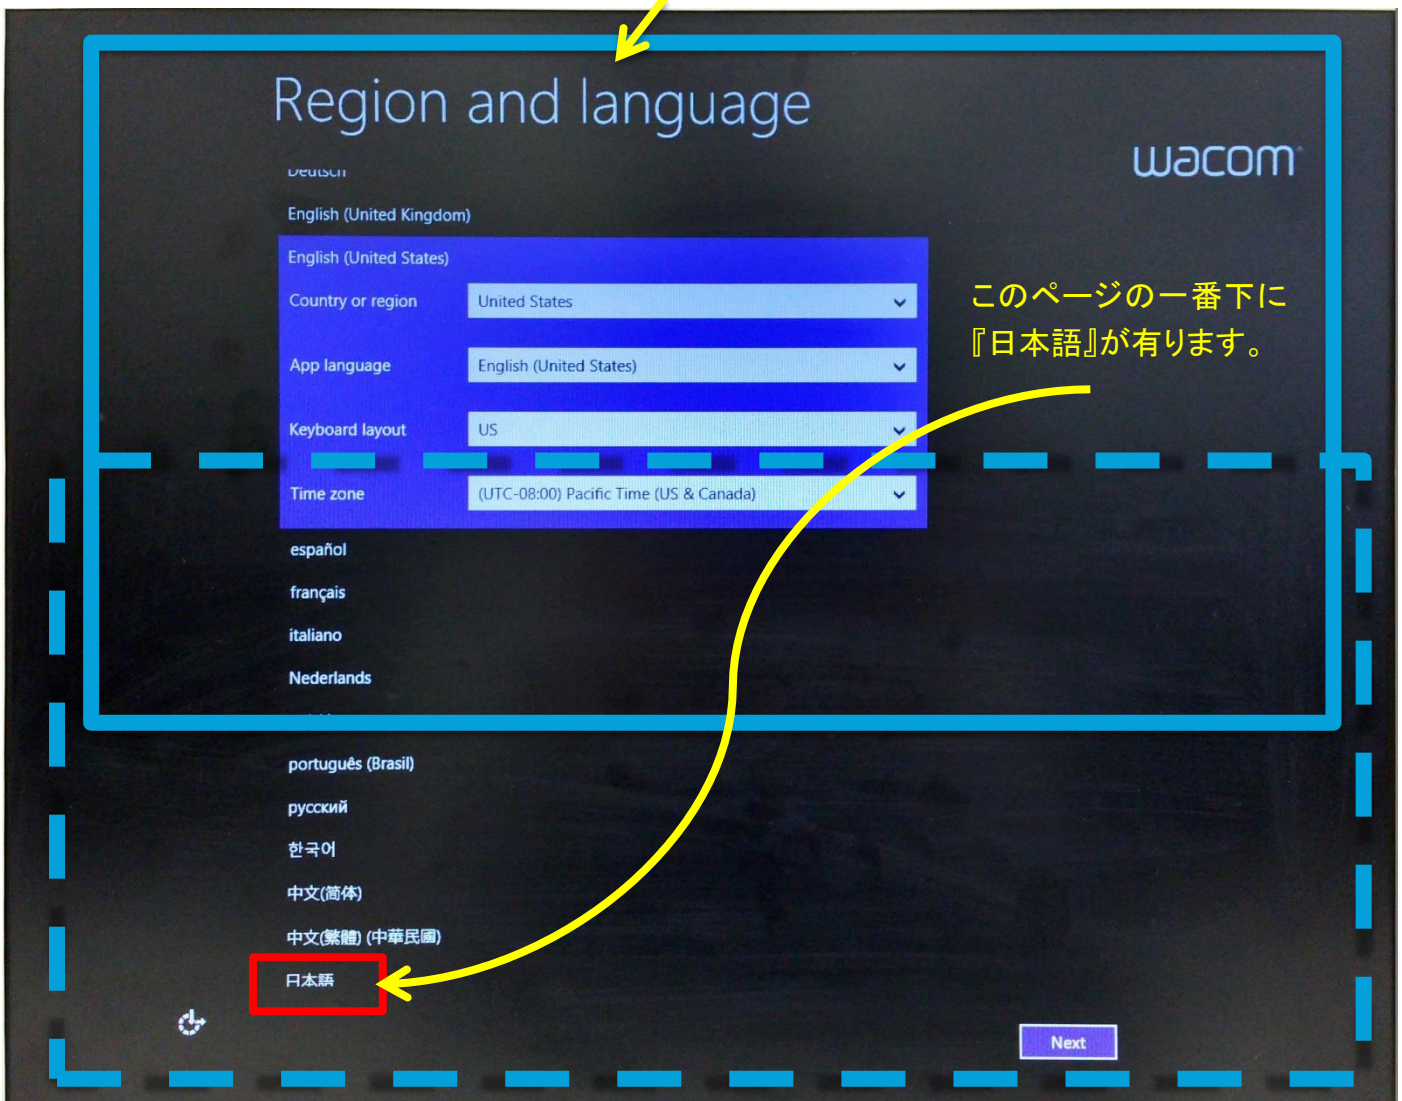 Region and language
wacom
Deutsch
English (United Kingdom)
English (United States)
Country or region
United States
このページの一番下に
『日本語』が有ります。
App language
English (United States)
Keyboard layout
US
Time zone
(UTC-08:00) Pacific Time (US & Canada)
español
français
italiano
Nederlands
português (Brasil)
русский
한국어
中文(简体)
中文(繁體) (中華民國)
日本語
Next